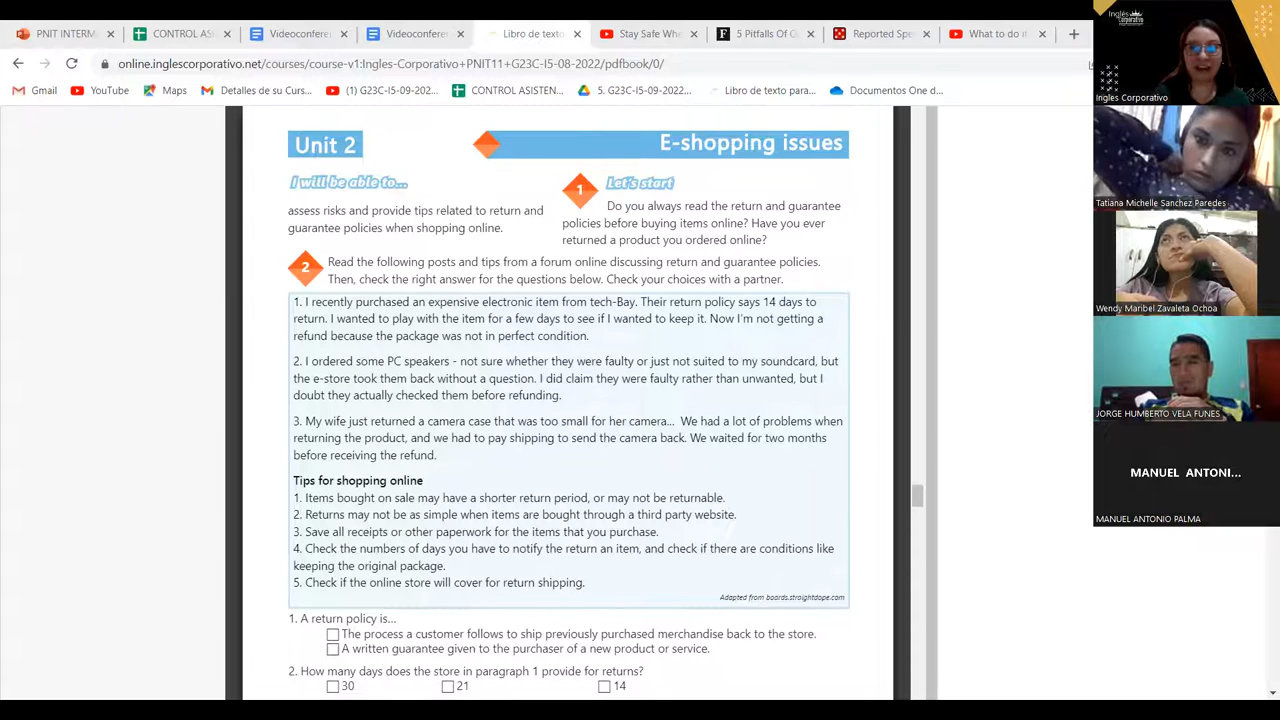 PNIT INTERM
CONTROL ASI
Videoconfere
Videoconfere
Libro de texto
Stay Safe Whe
5 Pitfalls Of G
Reported Spe
What to do i
online.inglescorporativo.net/courses/course-v1:Ingles-Corporativo+PNIT11+G23C-I5-08-2022/pdfbook/0/
Gmail
YouTube
Maps
Detalles de su Curs...
(1) G23C-I5-09-202...
CONTROL ASISTEN...
5. G23C-I5-09-2022...
Libro de texto para...
Documentos One d...
Unit 2
E-shopping issues
I will be able to...
assess risks and provide tips related to return and
guarantee policies when shopping online.
1
Let's start
Do you always read the return and guarantee
policies before buying items online? Have you ever
returned a product you ordered online?
2
Read the following posts and tips from a forum online discussing return and guarantee policies.
Then, check the right answer for the questions below. Check your choices with a partner.
1. I recently purchased an expensive electronic item from tech-Bay. Their return policy says 14 days to
return. I wanted to play around with it for a few days to see if I wanted to keep it. Now I'm not getting a
refund because the package was not in perfect condition.
2. I ordered some PC speakers - not sure whether they were faulty or just not suited to my soundcard, but
the e-store took them back without a question. I did claim they were faulty rather than unwanted, but I
doubt they actually checked them before refunding.
3. My wife just returned a camera case that was too small for her camera... We had a lot of problems when
returning the product, and we had to pay shipping to send the camera back. We waited for two months
before receiving the refund.
Tips for shopping online
1. Items bought on sale may have a shorter return period, or may not be returnable.
2. Returns may not be as simple when items are bought through a third party website.
3. Save all receipts or other paperwork for the items that you purchase.
4. Check the numbers of days you have to notify the return an item, and check if there are conditions like
keeping the original package.
5. Check if the online store will cover for return shipping.
Adapted from boards.straightdope.com
1. A return policy is...
The process a customer follows to ship previously purchased merchandise back to the store.
A written guarantee given to the purchaser of a new product or service.
2. How many days does the store in paragraph 1 provide for returns?
30
21
14
Inglés
Corporativo
Ingles Corporativo
Tatiana Michelle Sanchez Paredes
Wendy Maribel Zavaleta Ochoa
JORGE HUMBERTO VELA FUNES
MANUEL ANTONI...
MANUEL ANTONIO PALMA